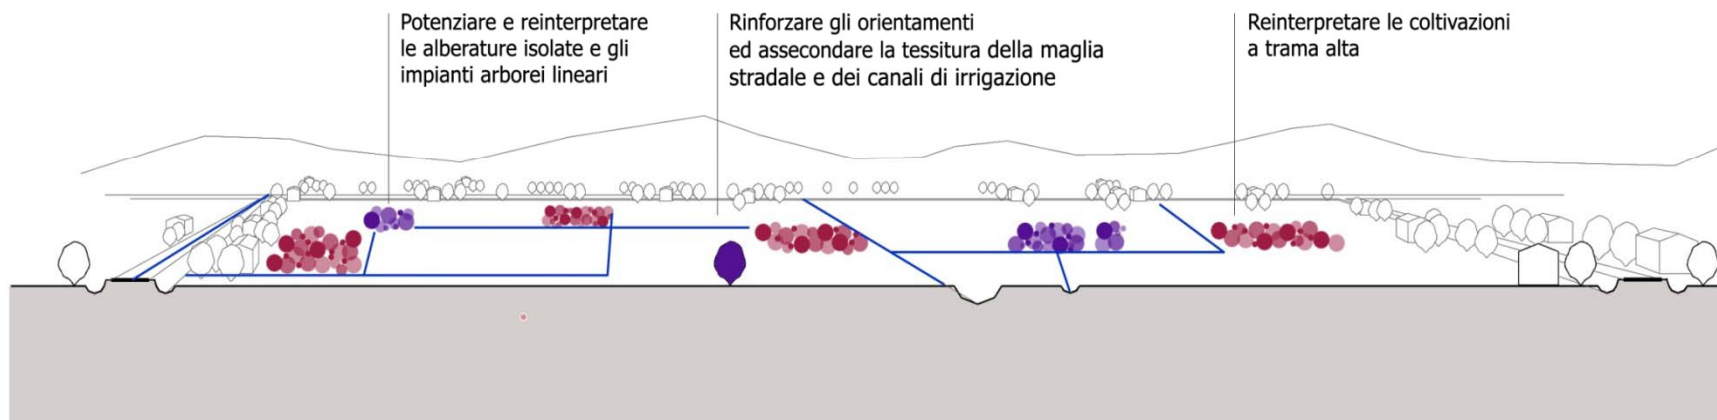 Potenziare e reinterpretare
le alberature isolate e gli
impianti arborei lineari
Rinforzare gli orientamenti
ed assecondare la tessitura della maglia
stradale e dei canali di irrigazione
Reinterpretare le coltivazioni
a trama alta